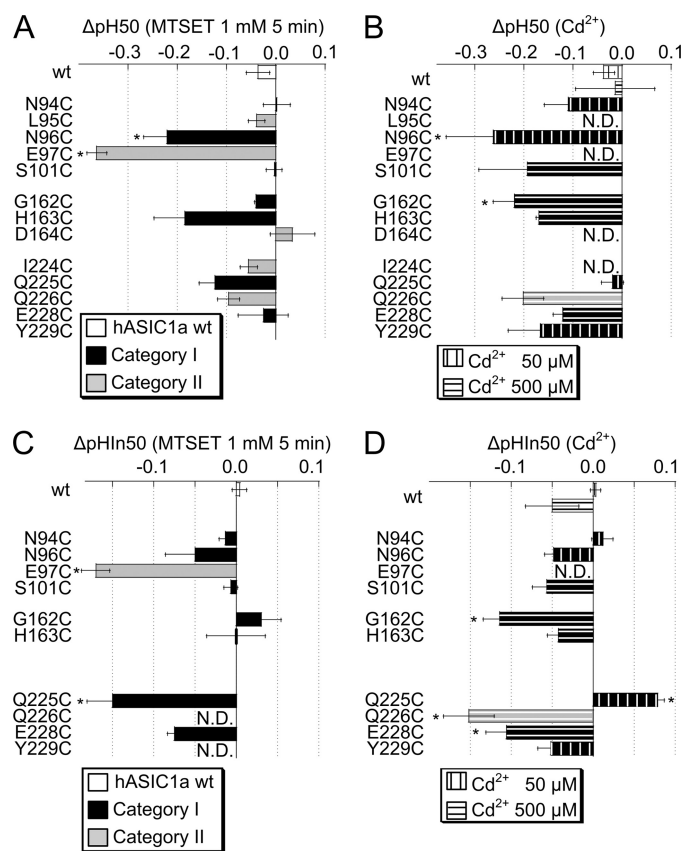 A ΔpH50 (MTSET 1 mM 5 min)
-0.3 -0.2 -0.1 0.0 0.1
wt
N94C
L95C
* N96C
* E97C
S101C
G162C
H163C
D164C
I224C
Q225C
Q226C
E228C
Y229C
hASIC1a wt
Category I
Category II
B ΔpH50 (Cd²⁺)
-0.3 -0.2 -0.1 0.0
wt
N94C
L95C N.D.
N96C *
E97C N.D.
S101C
G162C *
H163C
D164C N.D.
I224C N.D.
Q225C
Q226C
E228C
Y229C
Cd²⁺ 50 µM
Cd²⁺ 500 µM
C ΔpHIn50 (MTSET 1 mM 5 min)
-0.1 0.0 0.1
wt
N94C
N96C
E97C *
S101C
G162C
H163C
Q225C *
Q226C N.D.
E228C
Y229C N.D.
hASIC1a wt
Category I
Category II
D ΔpHIn50 (Cd²⁺)
-0.1 0.0 0.1
wt
N94C
N96C
E97C N.D.
S101C
G162C *
H163C
Q225C *
Q226C *
E228C *
Y229C
Cd²⁺ 50 µM
Cd²⁺ 500 µM